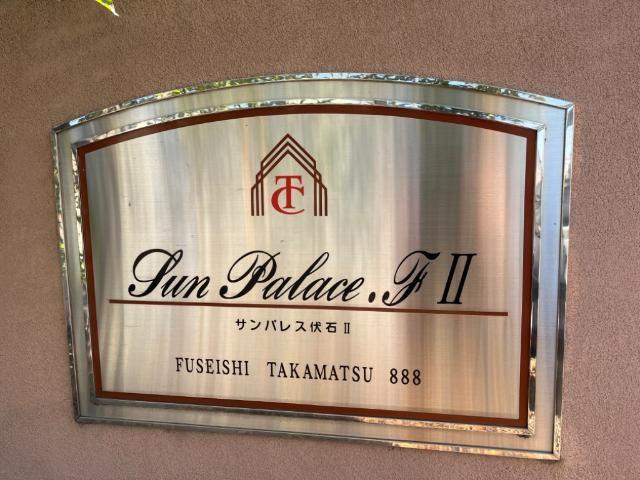 TC
Sun Palace.F II
サンパレス伏石 II
FUSEISHI TAKAMATSU 888